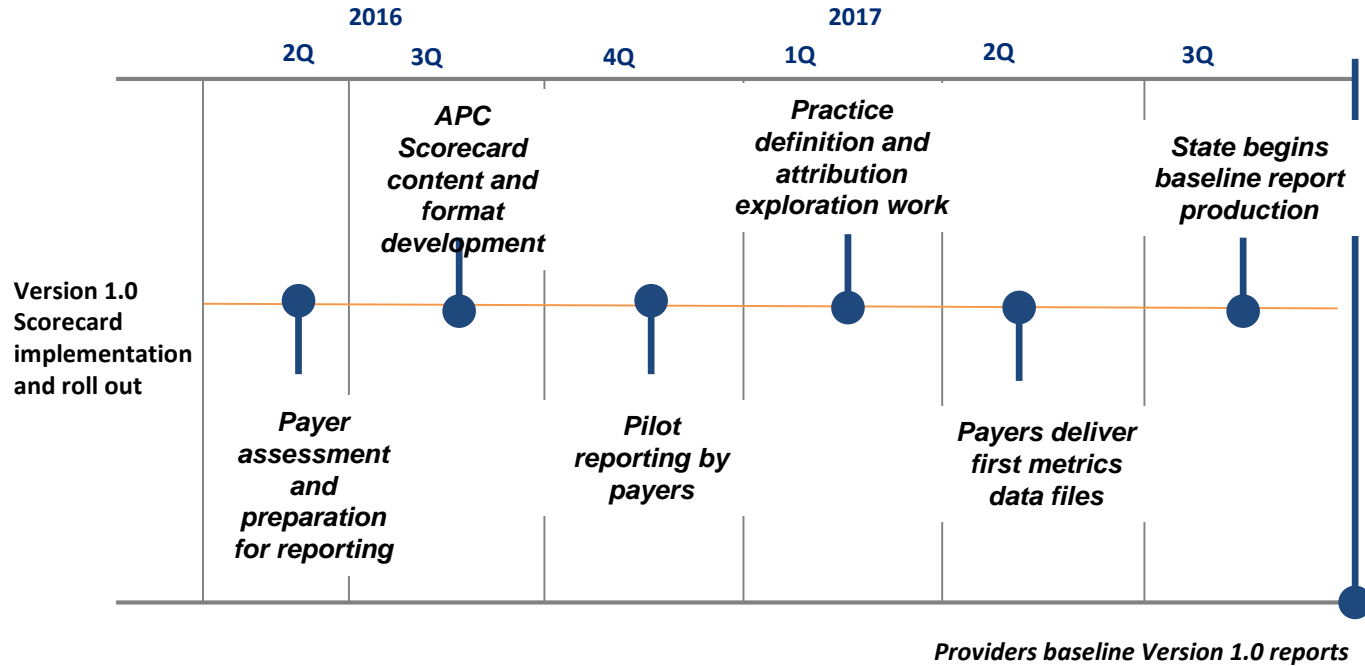 2016
2017
2Q
3Q
4Q
1Q
2Q
3Q
APC
Scorecard
content and
format
development
Practice
definition and
attribution
exploration work
State begins
baseline report
production
Version 1.0
Scorecard
implementation
and roll out
Payer
assessment
and
preparation
for reporting
Pilot
reporting by
payers
Payers deliver
first metrics
data files
Providers baseline Version 1.0 reports